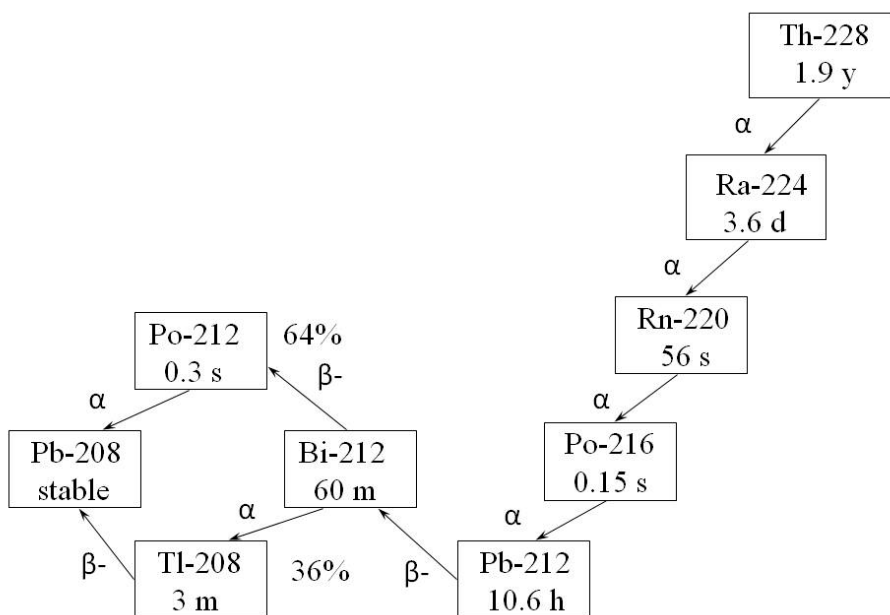 Th-228
1.9 y
α
Ra-224
3.6 d
α
Rn-220
56 s
α
Po-216
0.15 s
α
Pb-212
10.6 h
β-
Bi-212
60 m
β-
64%
Po-212
0.3 s
α
α
36%
Tl-208
3 m
β-
Pb-208
stable